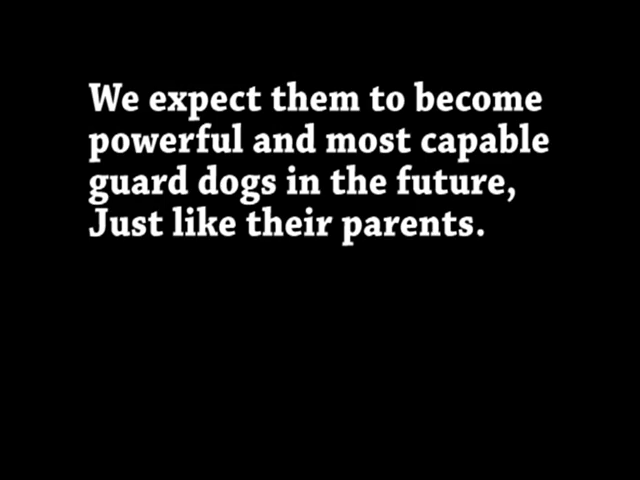 We expect them to become
powerful and most capable
guard dogs in the future,
Just like their parents.